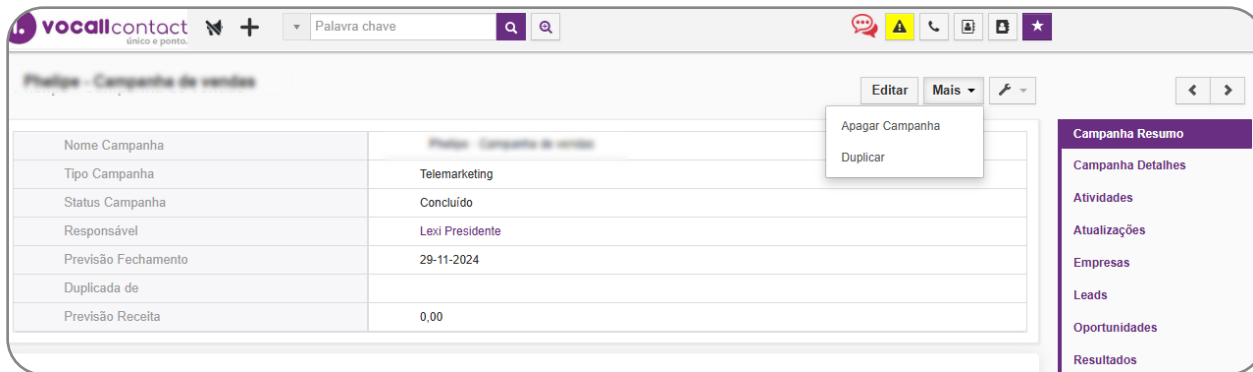 vocallcontact
único e ponto.
Palavra chave
Editar
Mais
Apagar Campanha
Duplicar
Nome Campanha
Tipo Campanha Telemarketing
Status Campanha Concluído
Responsável Lexi Presidente
Previsão Fechamento 29-11-2024
Duplicada de
Previsão Receita 0,00
Campanha Resumo
Campanha Detalhes
Atividades
Atualizações
Empresas
Leads
Oportunidades
Resultados